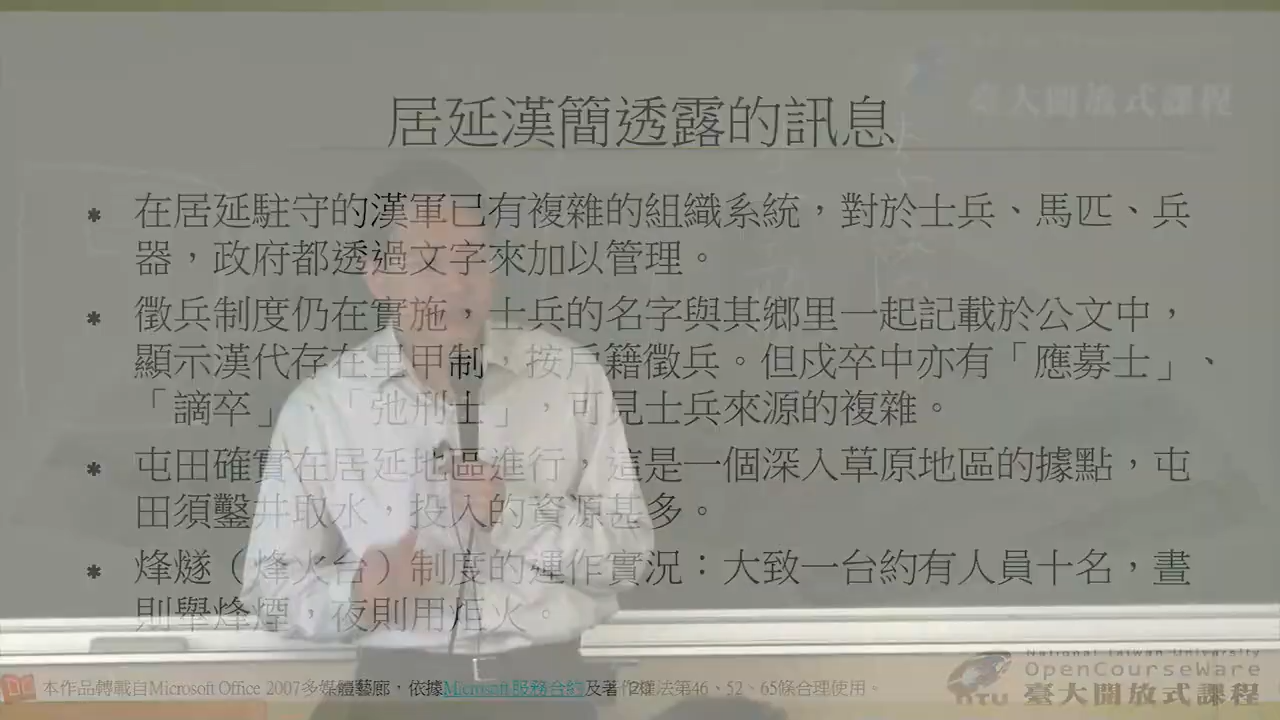 臺大開放式課程
居延漢簡透露的訊息
* 在居延駐守的漢軍已有複雜的組織系統，對於士兵、馬匹、兵
器，政府都透過文字來加以管理。
* 徵兵制度仍在實施，士兵的名字與其鄉里一起記載於公文中，
顯示漢代存在里甲制，按戶籍徵兵。但戍卒中亦有「應募士」、
「謫卒」、「弛刑士」，可見士兵來源的複雜。
* 屯田確實在居延地區進行，這是一個深入草原地區的據點，屯
田須鑿井取水，投入的資源甚多。
* 烽燧（烽火台）制度的運作實況：大致一台約有人員十名，晝
則舉烽煙，夜則用炬火。
本作品轉載自Microsoft Office 2007多媒體藝廊，依據Microsoft服務合約及著作權法第46、52、65條合理使用。
National Taiwan University
OpenCourseWare
NTU 臺大開放式課程